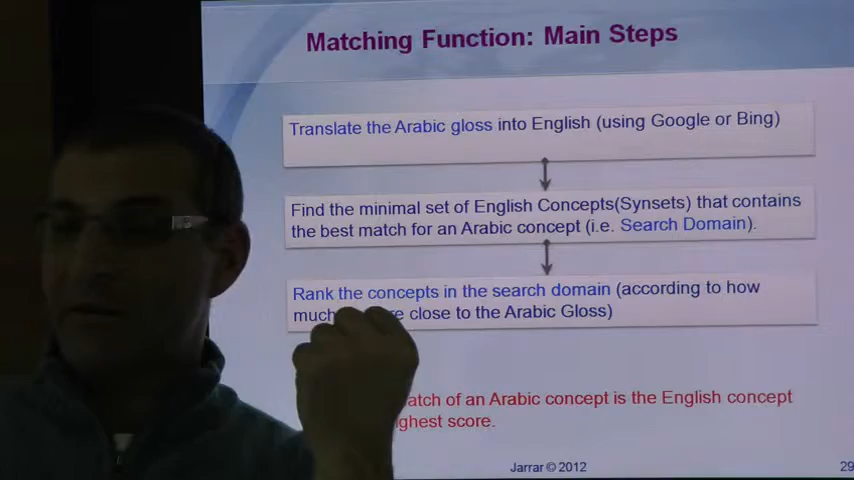 Matching Function: Main Steps
Translate the Arabic gloss into English (using Google or Bing)
Find the minimal set of English Concepts(Synsets) that contains
the best match for an Arabic concept (i.e. Search Domain).
Rank the concepts in the search domain (according to how
much close to the Arabic Gloss)
of an Arabic concept is the English concept
score.
Jarrar © 2012
29